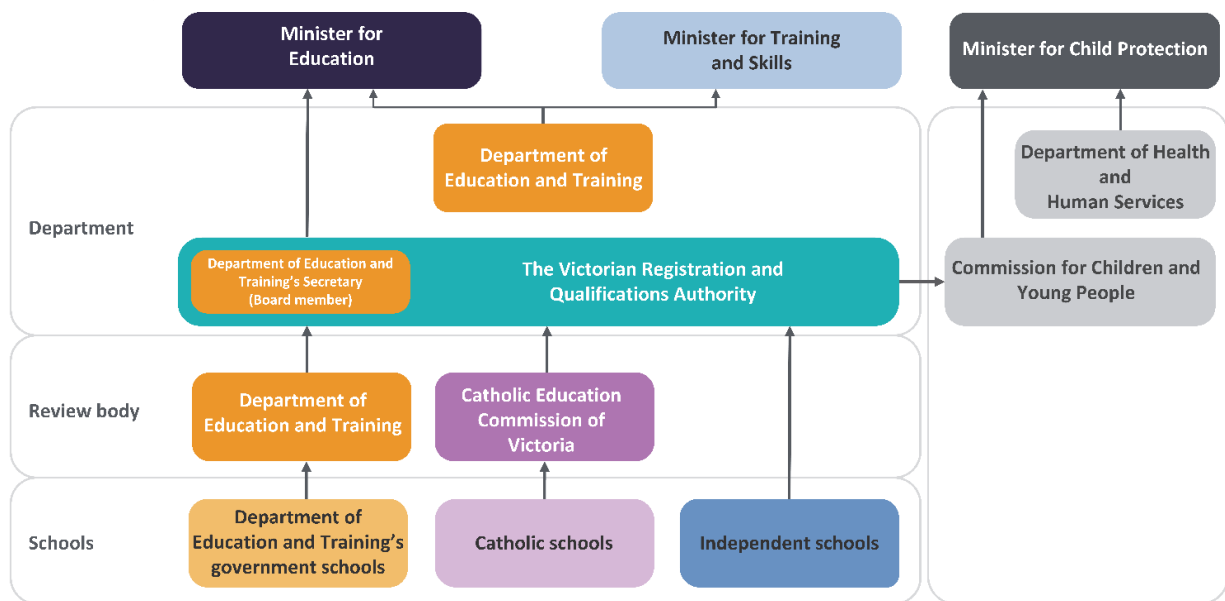 Minister for
Education
Minister for Training
and Skills
Minister for Child Protection
Department
Department of
Education and Training
Department of Health
and
Human Services
Department of Education and
Training's Secretary
(Board member)
The Victorian Registration and
Qualifications Authority
Commission for Children and
Young People
Review body
Department of
Education and Training
Catholic Education
Commission of
Victoria
Schools
Department of
Education and Training's
government schools
Catholic schools
Independent schools